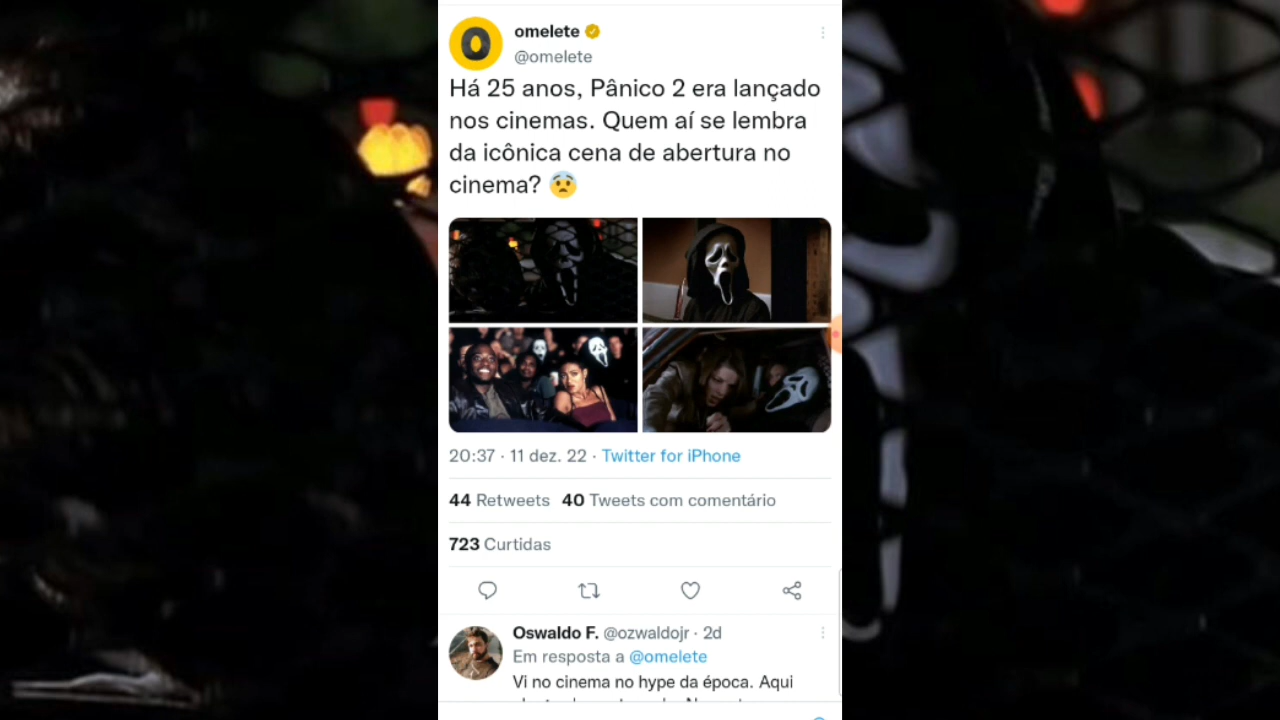 omelete
@omelete
Há 25 anos, Pânico 2 era lançado
nos cinemas. Quem aí se lembra
da icônica cena de abertura no
cinema? 😨
20:37 · 11 dez. 22 · Twitter for iPhone
44 Retweets 40 Tweets com comentário
723 Curtidas
Oswaldo F. @ozwaldojr · 2d
Em resposta a @omelete
Vi no cinema no hype da época. Aqui